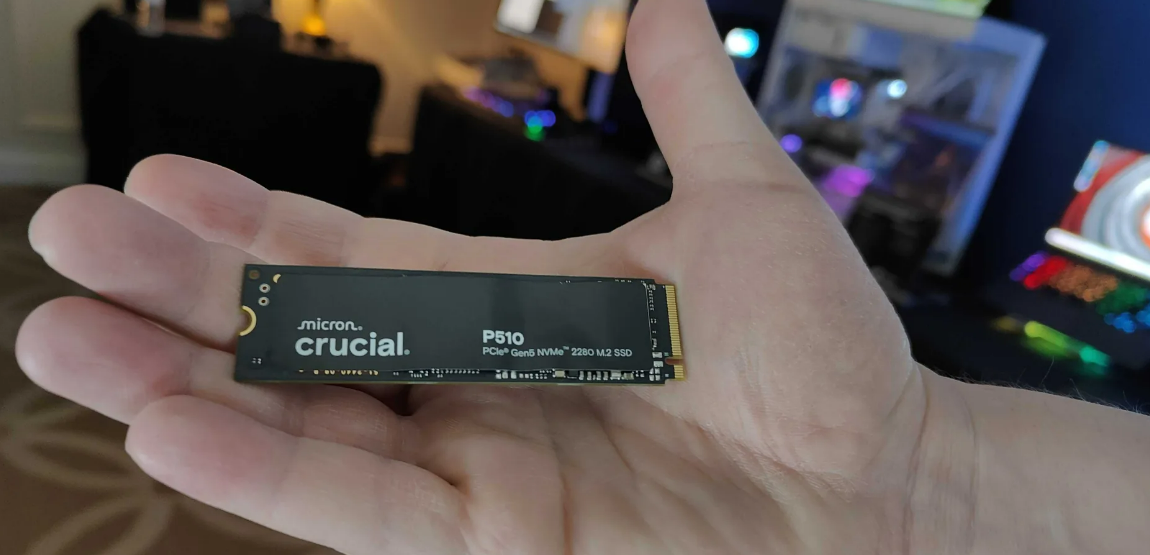 micron®
crucial®
P510
PCIe® Gen5 NVMe™ 2280 M.2 SSD